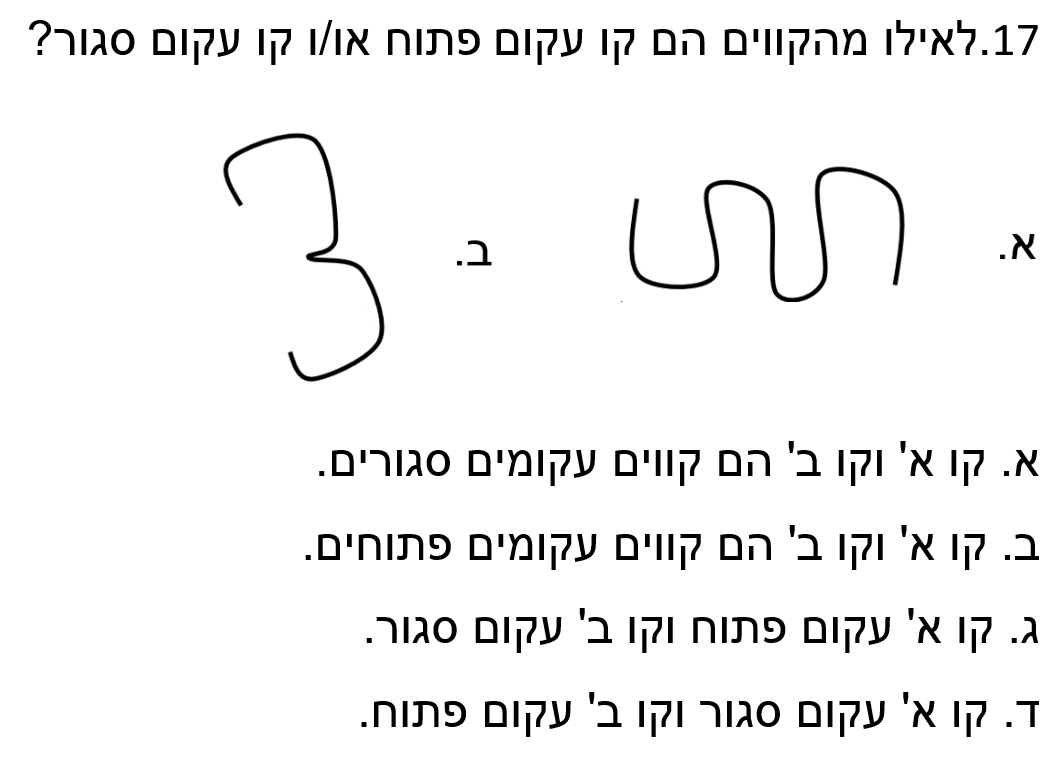 17.לאילו מהקווים הם קו עקום פתוח או/ו קו עקום סגור?
א.
ב.
א. קו א' וקו ב' הם קווים עקומים סגורים.
ב. קו א' וקו ב' הם קווים עקומים פתוחים.
ג. קו א' עקום פתוח וקו ב' עקום סגור.
ד. קו א' עקום סגור וקו ב' עקום פתוח.